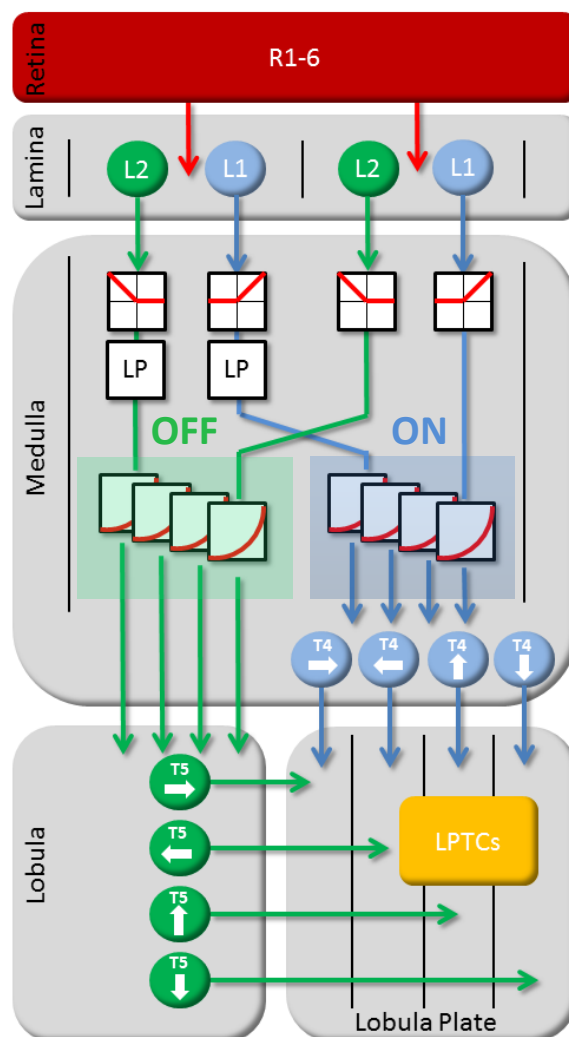 Retina
R1-6
Lamina
L2
L1
L2
L1
Medulla
LP
LP
OFF
ON
T4
T4
T4
T4
Lobula
T5
T5
T5
T5
LPTCs
Lobula Plate